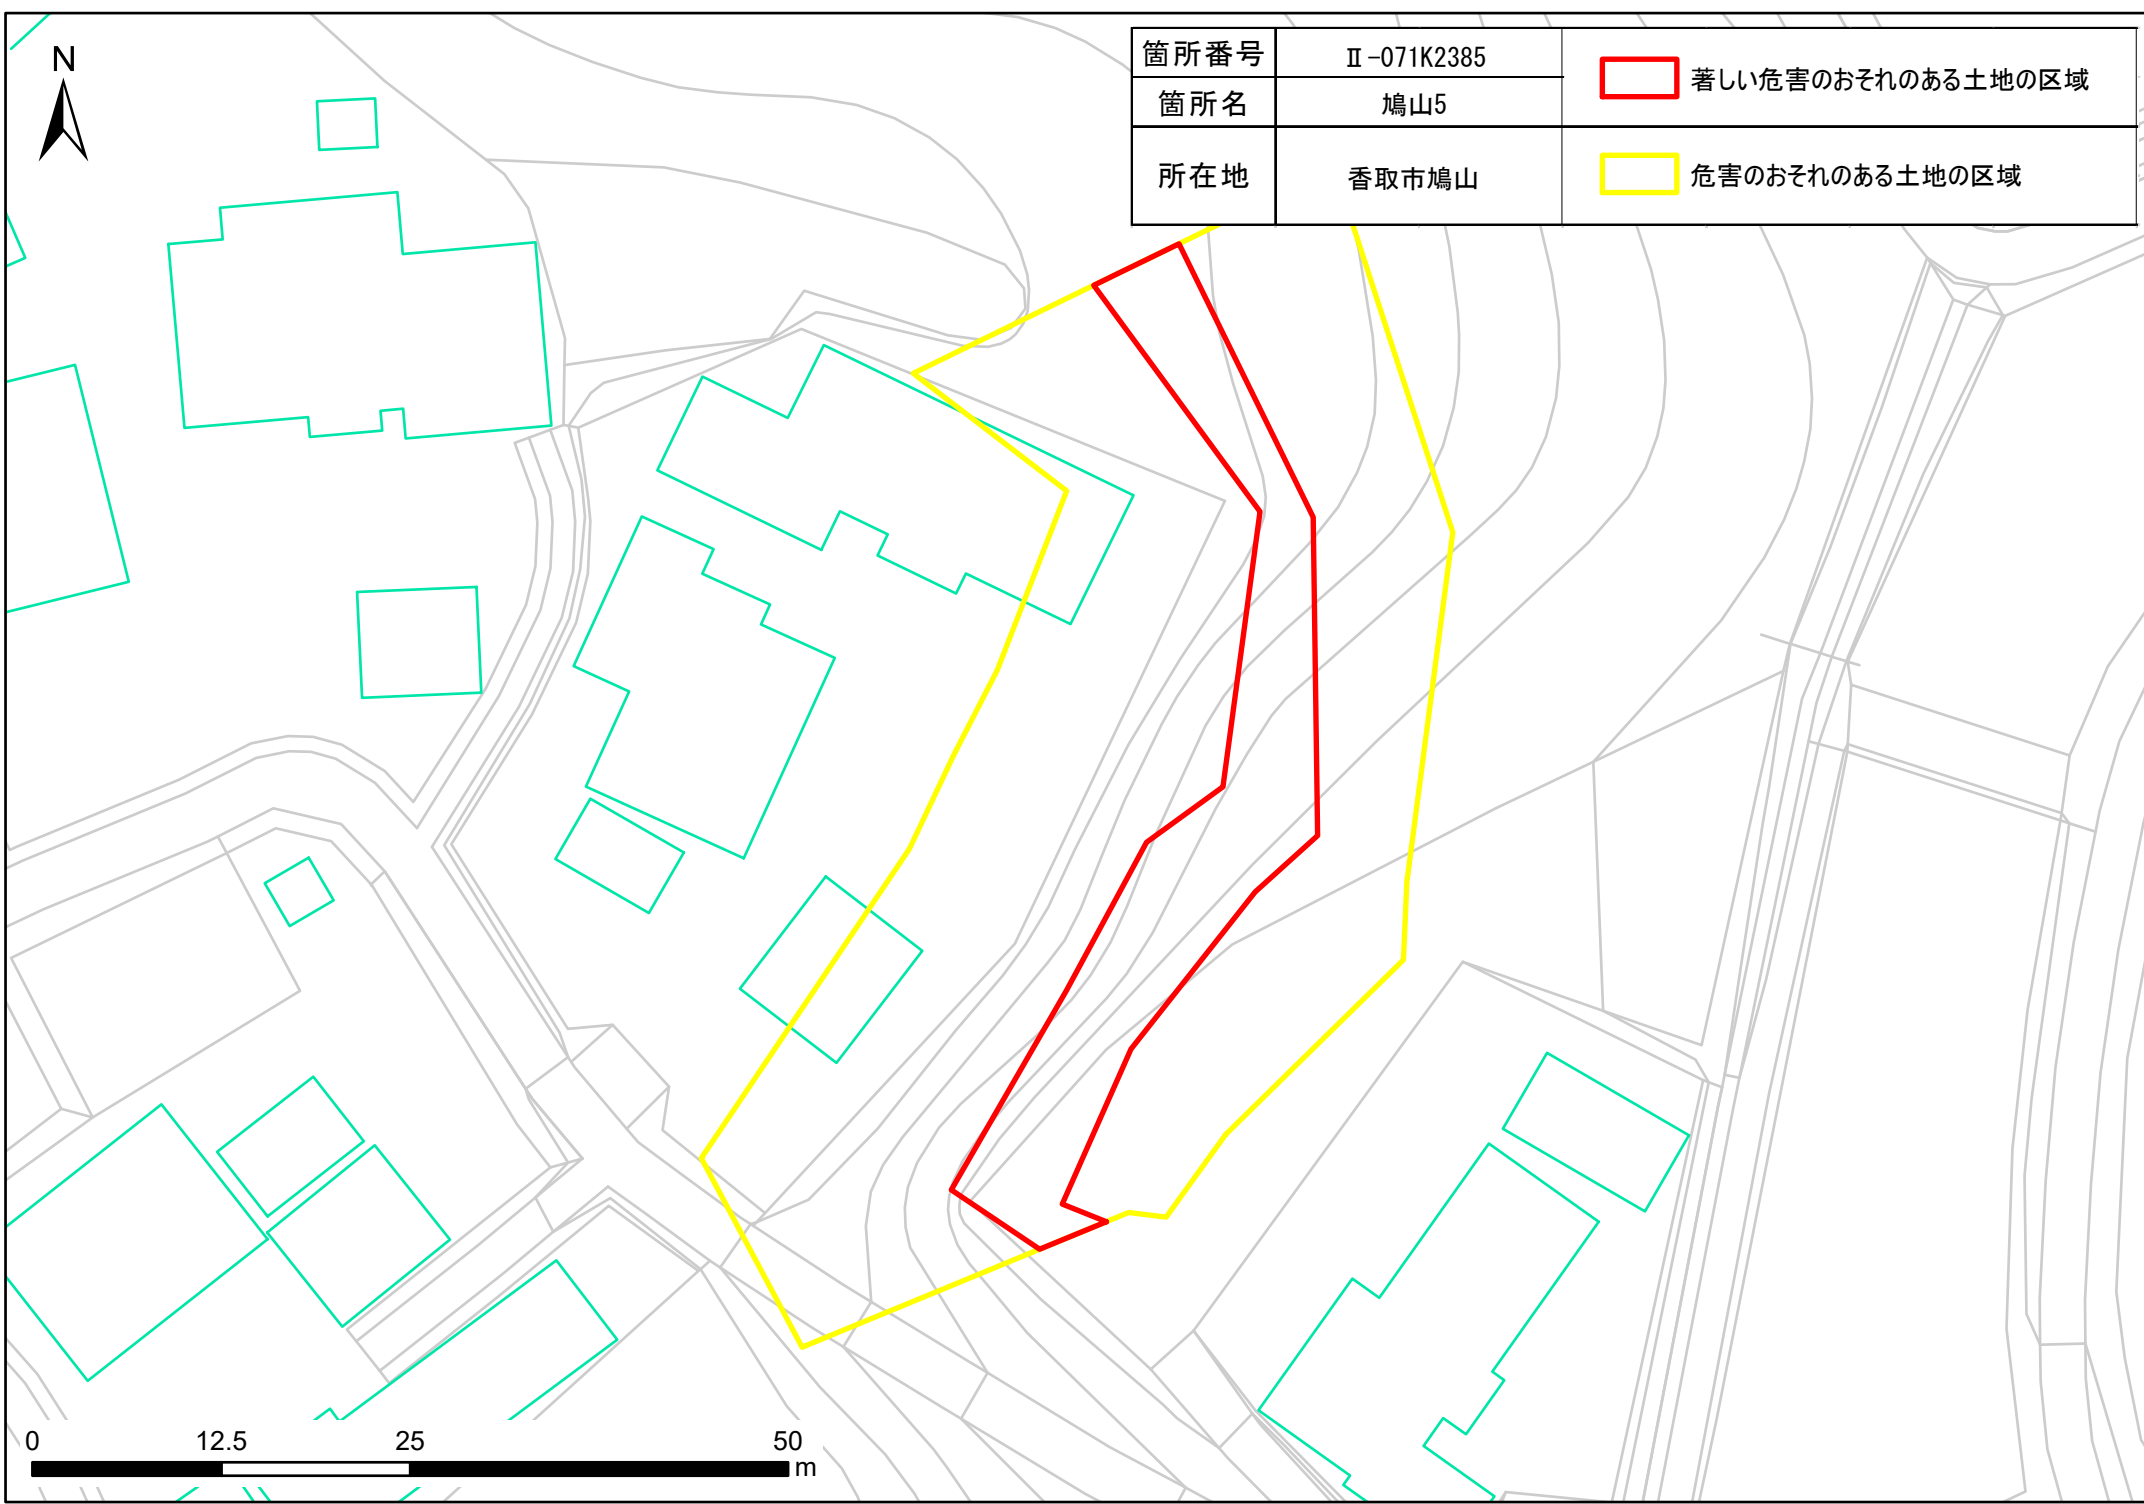 N
箇所番号 Ⅱ-071K2385
箇所名 鳩山5
所在地 香取市鳩山
著しい危害のおそれのある土地の区域
危害のおそれのある土地の区域
0 12.5 25 50
m